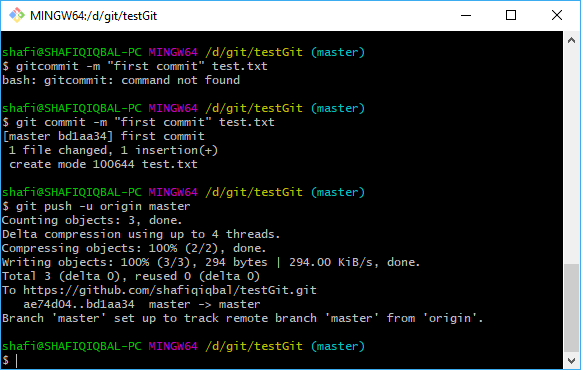 MINGW64:/d/git/testGit
shafi@SHAFIQIQBAL-PC MINGW64 /d/git/testGit (master)
$ gitcommit -m "first commit" test.txt
bash: gitcommit: command not found
shafi@SHAFIQIQBAL-PC MINGW64 /d/git/testGit (master)
$ git commit -m "first commit" test.txt
[master bd1aa34] first commit
 1 file changed, 1 insertion(+)
 create mode 100644 test.txt
shafi@SHAFIQIQBAL-PC MINGW64 /d/git/testGit (master)
$ git push -u origin master
Counting objects: 3, done.
Delta compression using up to 4 threads.
Compressing objects: 100% (2/2), done.
Writing objects: 100% (3/3), 294 bytes | 294.00 KiB/s, done.
Total 3 (delta 0), reused 0 (delta 0)
To https://github.com/shafiqiqbal/testGit.git
   ae74d04..bd1aa34  master -> master
Branch 'master' set up to track remote branch 'master' from 'origin'.
shafi@SHAFIQIQBAL-PC MINGW64 /d/git/testGit (master)
$